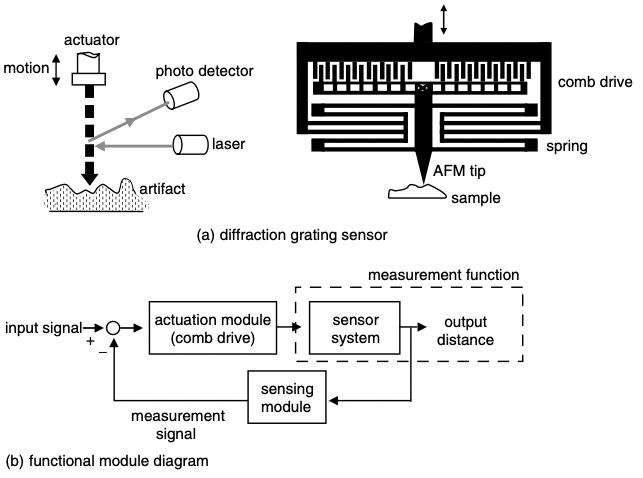 actuator
motion
photo detector
laser
artifact
comb drive
spring
AFM tip
sample
(a) diffraction grating sensor
measurement function
input signal
+
−
actuation module
(comb drive)
sensor
system
output
distance
sensing
module
measurement
signal
(b) functional module diagram